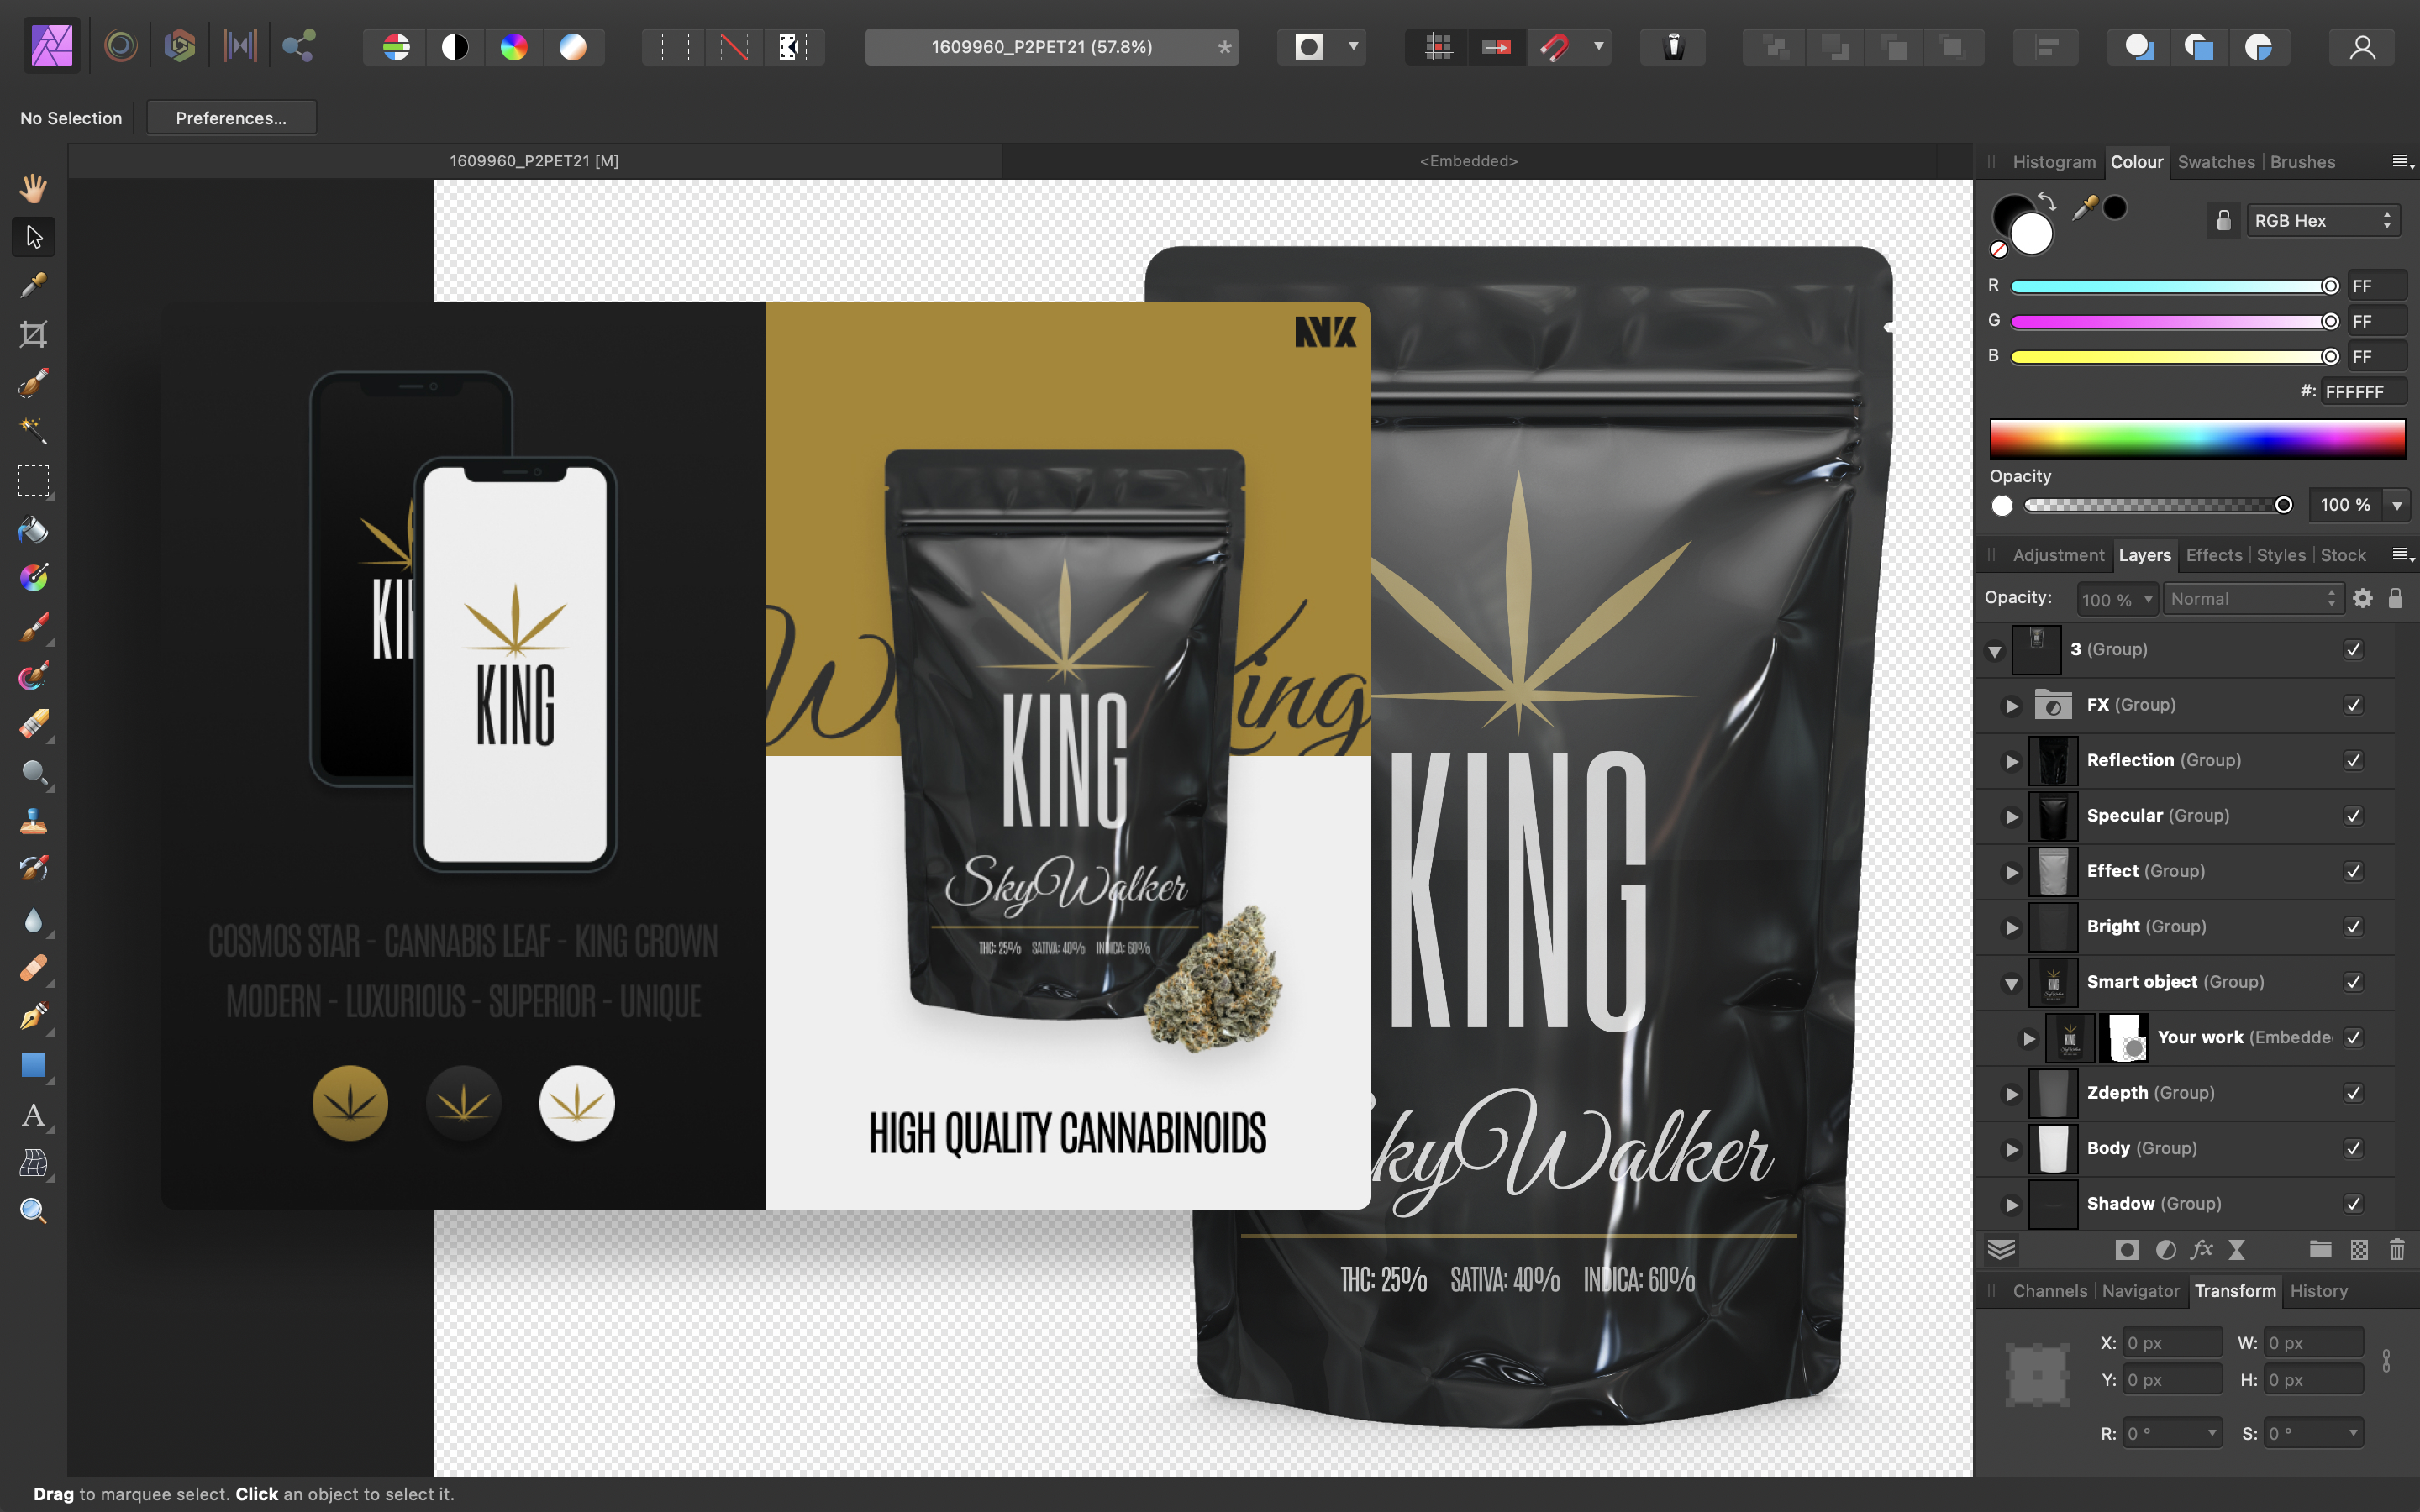 1609960_P2PET21 (57.8%)
*
No Selection
Preferences...
1609960_P2PET21 [M]
<Embedded>
Histogram
Colour
Swatches
Brushes
RGB Hex
R
FF
G
FF
B
FF
#:
FFFFFF
Opacity
100 %
Adjustment
Layers
Effects
Styles
Stock
Opacity:
100 %
Normal
3 (Group)
FX (Group)
Reflection (Group)
Specular (Group)
Effect (Group)
Bright (Group)
Smart object (Group)
Your work (Embedde
Zdepth (Group)
Body (Group)
Shadow (Group)
Channels
Navigator
Transform
History
X:
0 px
W:
0 px
Y:
0 px
H:
0 px
R:
0 °
S:
0 °
KIN
KING
COSMOS STAR - CANNABIS LEAF - KING CROWN
MODERN - LUXURIOUS - SUPERIOR - UNIQUE
KING
SkyWalker
THC: 25% SATIVA: 40% INDICA: 60%
HIGH QUALITY CANNABINOIDS
KING
kyWalker
THC: 25% SATIVA: 40% INDICA: 60%
A
Drag to marquee select. Click an object to select it.